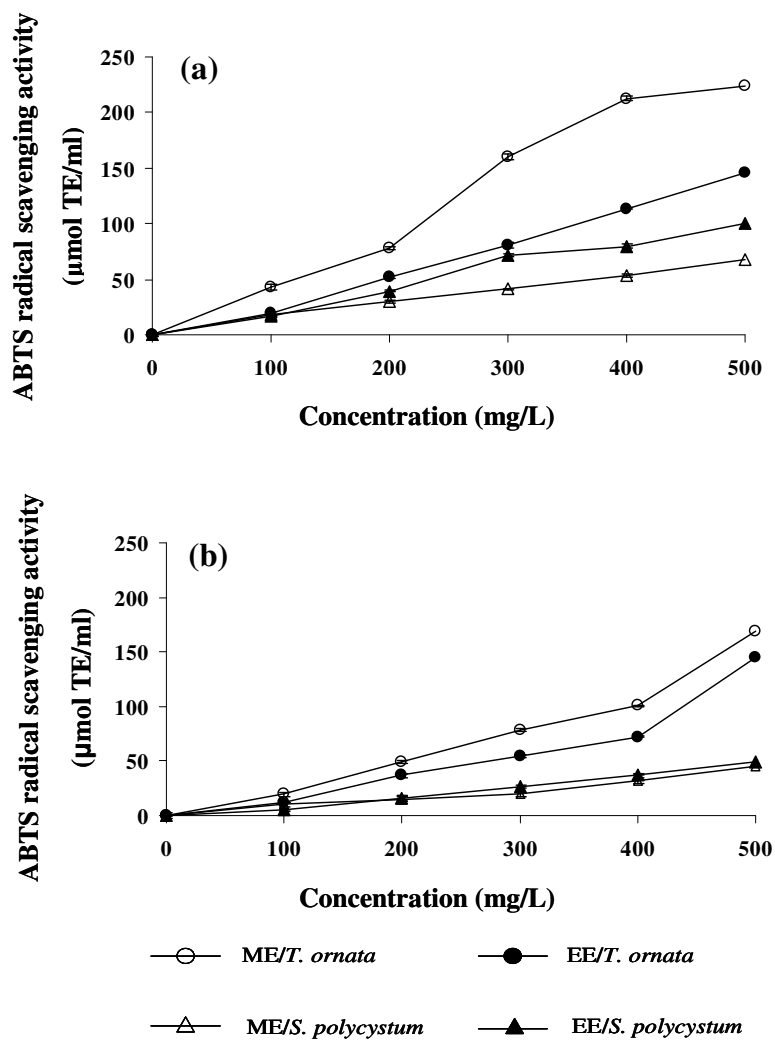 (a)
ABTS radical scavenging activity
(μmol TE/ml)
250
200
150
100
50
0
0 100 200 300 400 500
Concentration (mg/L)
(b)
ABTS radical scavenging activity
((μmol TE/ml)
250
200
150
100
50
0
0 100 200 300 400 500
Concentration (mg/L)
ME/T. ornata EE/T. ornata
ME/S. polycystum EE/S. polycystum